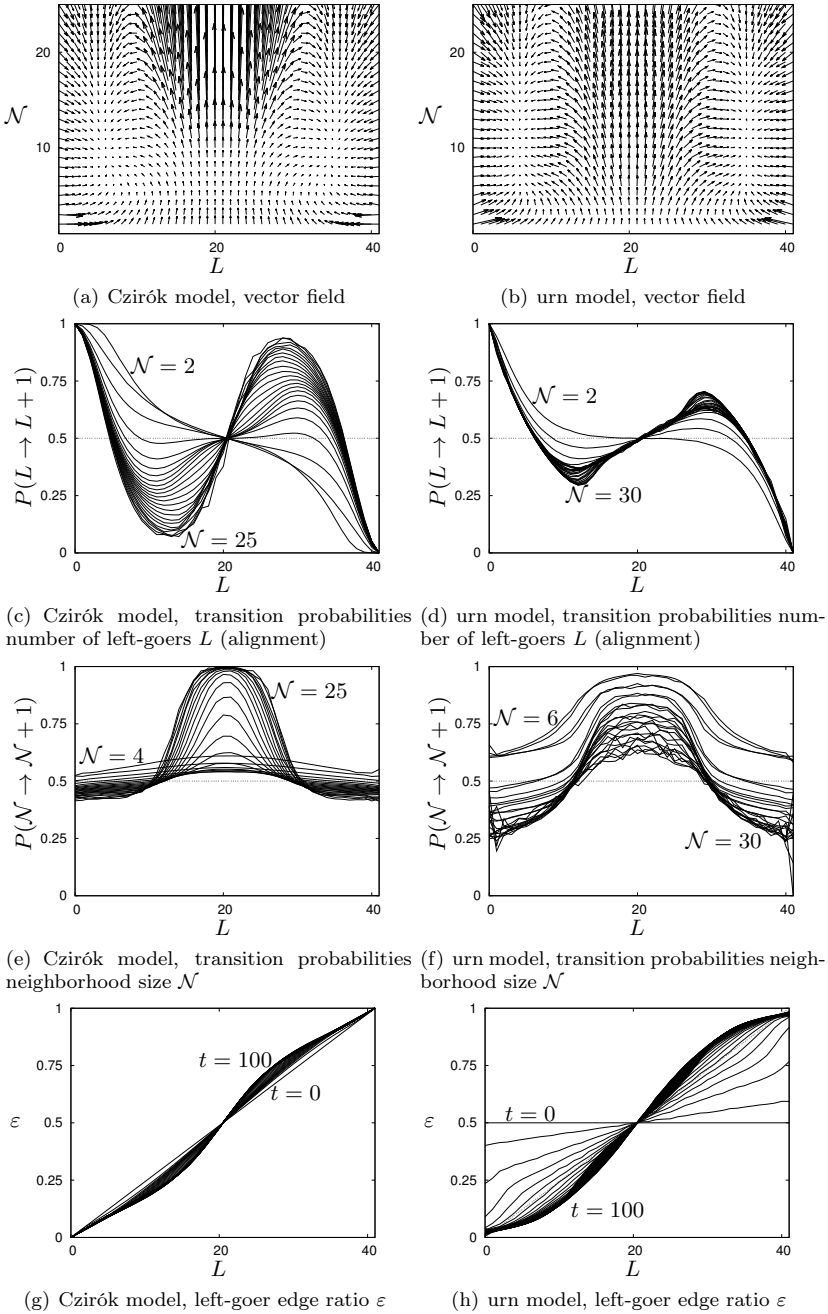 𝒩
20
10
0 20 40
L
(a) Czirók model, vector field
𝒩
20
10
0 20 40
L
(b) urn model, vector field
P(L → L + 1)
1
0.75
0.5
0.25
0
𝒩 = 2
𝒩 = 25
0 20 40
L
(c) Czirók model, transition probabilities
number of left-goers L (alignment)
P(L → L + 1)
1
0.75
0.5
0.25
0
𝒩 = 2
𝒩 = 30
0 20 40
L
(d) urn model, transition probabilities num-
ber of left-goers L (alignment)
P(𝒩 → 𝒩 + 1)
1
0.75
0.5
0.25
0
𝒩 = 25
𝒩 = 4
0 20 40
L
(e) Czirók model, transition probabilities
neighborhood size 𝒩
P(𝒩 → 𝒩 + 1)
1
0.75
0.5
0.25
0
𝒩 = 6
𝒩 = 30
0 20 40
L
(f) urn model, transition probabilities neigh-
borhood size 𝒩
ε
1
0.75
0.5
0.25
0
t = 100
t = 0
0 20 40
L
(g) Czirók model, left-goer edge ratio ε
ε
1
0.75
0.5
0.25
0
t = 0
t = 100
0 20 40
L
(h) urn model, left-goer edge ratio ε